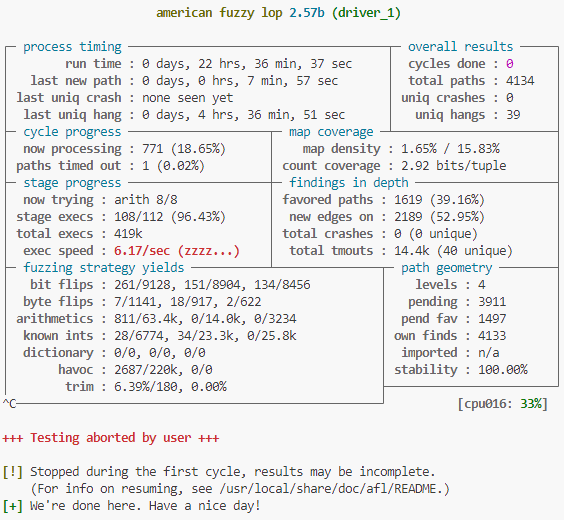 american fuzzy lop 2.57b (driver_1)
process timing overall results
run time : 0 days, 22 hrs, 36 min, 37 sec cycles done : 0
last new path : 0 days, 0 hrs, 7 min, 57 sec total paths : 4134
last uniq crash : none seen yet uniq crashes : 0
last uniq hang : 0 days, 4 hrs, 36 min, 51 sec uniq hangs : 39
cycle progress map coverage
now processing : 771 (18.65%) map density : 1.65% / 15.83%
paths timed out : 1 (0.02%) count coverage : 2.92 bits/tuple
stage progress findings in depth
now trying : arith 8/8 favored paths : 1619 (39.16%)
stage execs : 108/112 (96.43%) new edges on : 2189 (52.95%)
total execs : 419k total crashes : 0 (0 unique)
exec speed : 6.17/sec (zzzz...) total tmouts : 14.4k (40 unique)
fuzzing strategy yields path geometry
bit flips : 261/9128, 151/8904, 134/8456 levels : 4
byte flips : 7/1141, 18/917, 2/622 pending : 3911
arithmetics : 811/63.4k, 0/14.0k, 0/3234 pend fav : 1497
known ints : 28/6774, 34/23.3k, 0/25.8k own finds : 4133
dictionary : 0/0, 0/0, 0/0 imported : n/a
havoc : 2687/220k, 0/0 stability : 100.00%
trim : 6.39%/180, 0.00%
^C [cpu016: 33%]
+++ Testing aborted by user +++
[!] Stopped during the first cycle, results may be incomplete.
(For info on resuming, see /usr/local/share/doc/afl/README.)
[+] We're done here. Have a nice day!